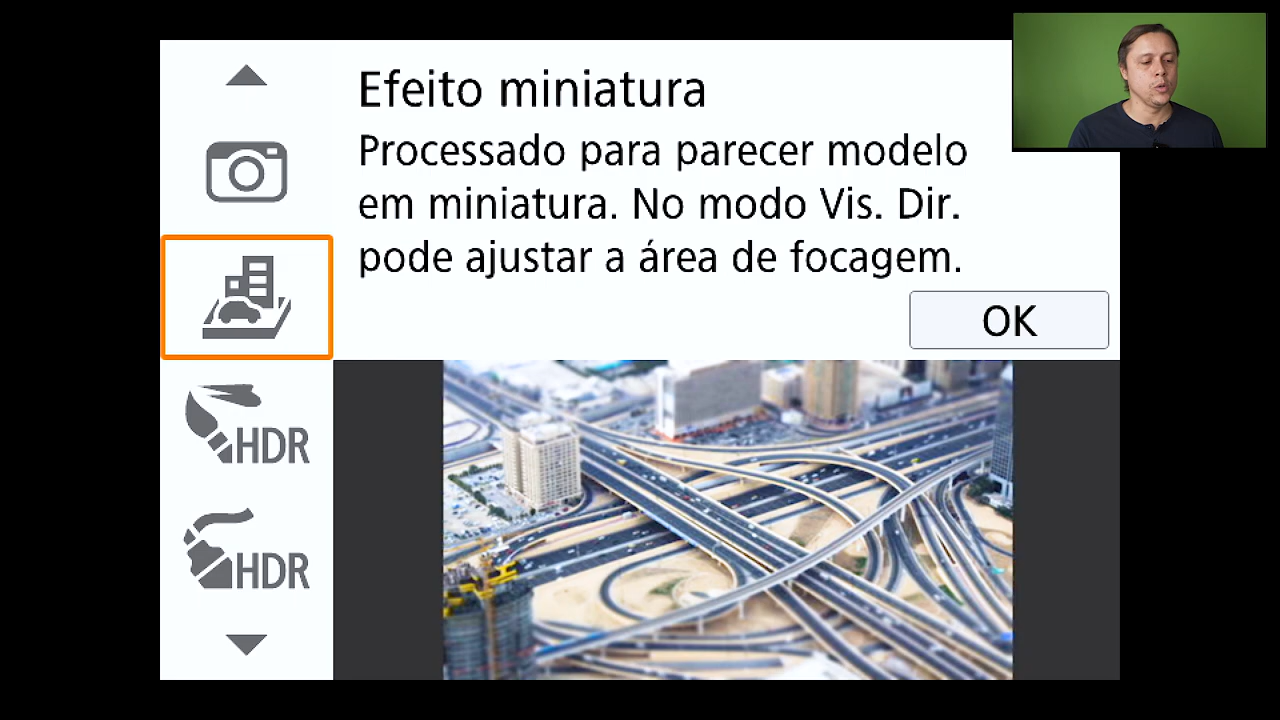 Efeito miniatura
Processado para parecer modelo
em miniatura. No modo Vis. Dir.
pode ajustar a área de focagem.
OK
HDR
HDR